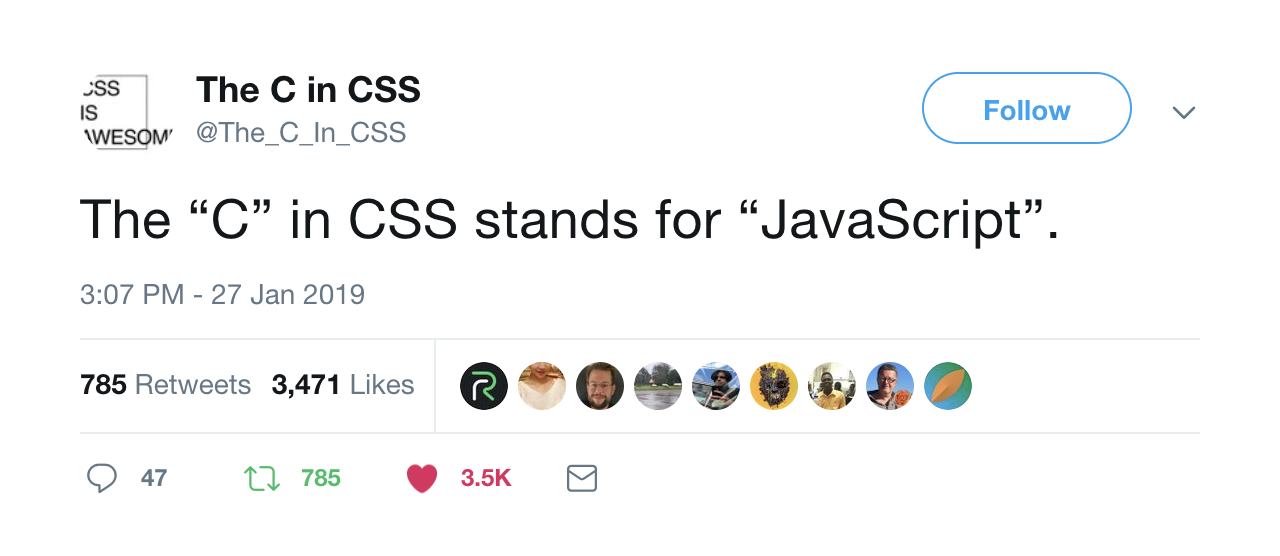 CSS
IS
AWESOM
The C in CSS
@The_C_In_CSS
Follow
The “C” in CSS stands for “JavaScript”.
3:07 PM - 27 Jan 2019
785 Retweets 3,471 Likes
47 785 3.5K